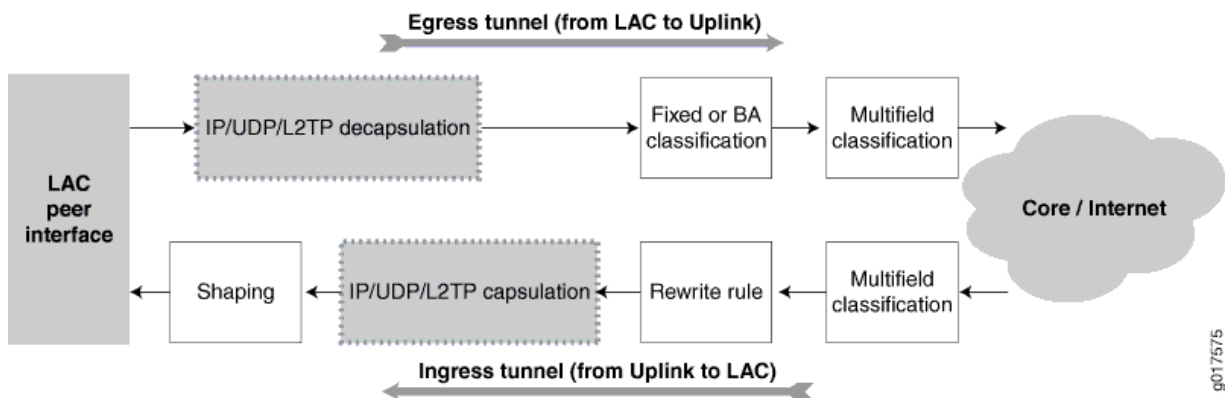 Egress tunnel (from LAC to Uplink)
LAC
peer
interface
IP/UDP/L2TP decapsulation
Fixed or BA
classification
Multifield
classification
Core / Internet
Shaping
IP/UDP/L2TP capsulation
Rewrite rule
Multifield
classification
Ingress tunnel (from Uplink to LAC)
g017575